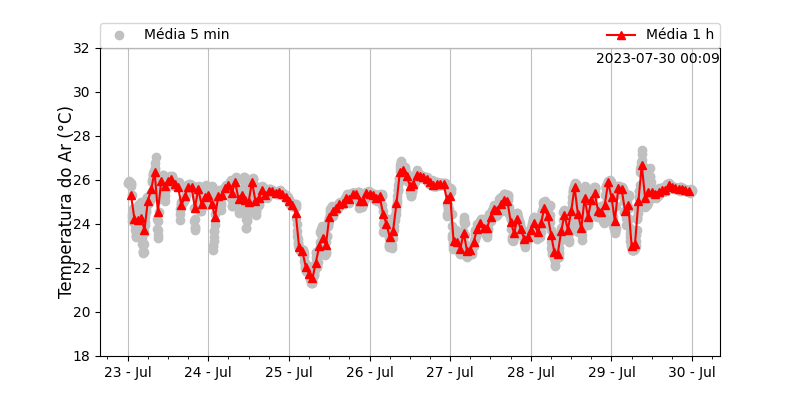 Média 5 min
Média 1 h
2023-07-30 00:09
Temperatura do Ar (°C)
32
30
28
26
24
22
20
18
23 - Jul
24 - Jul
25 - Jul
26 - Jul
27 - Jul
28 - Jul
29 - Jul
30 - Jul